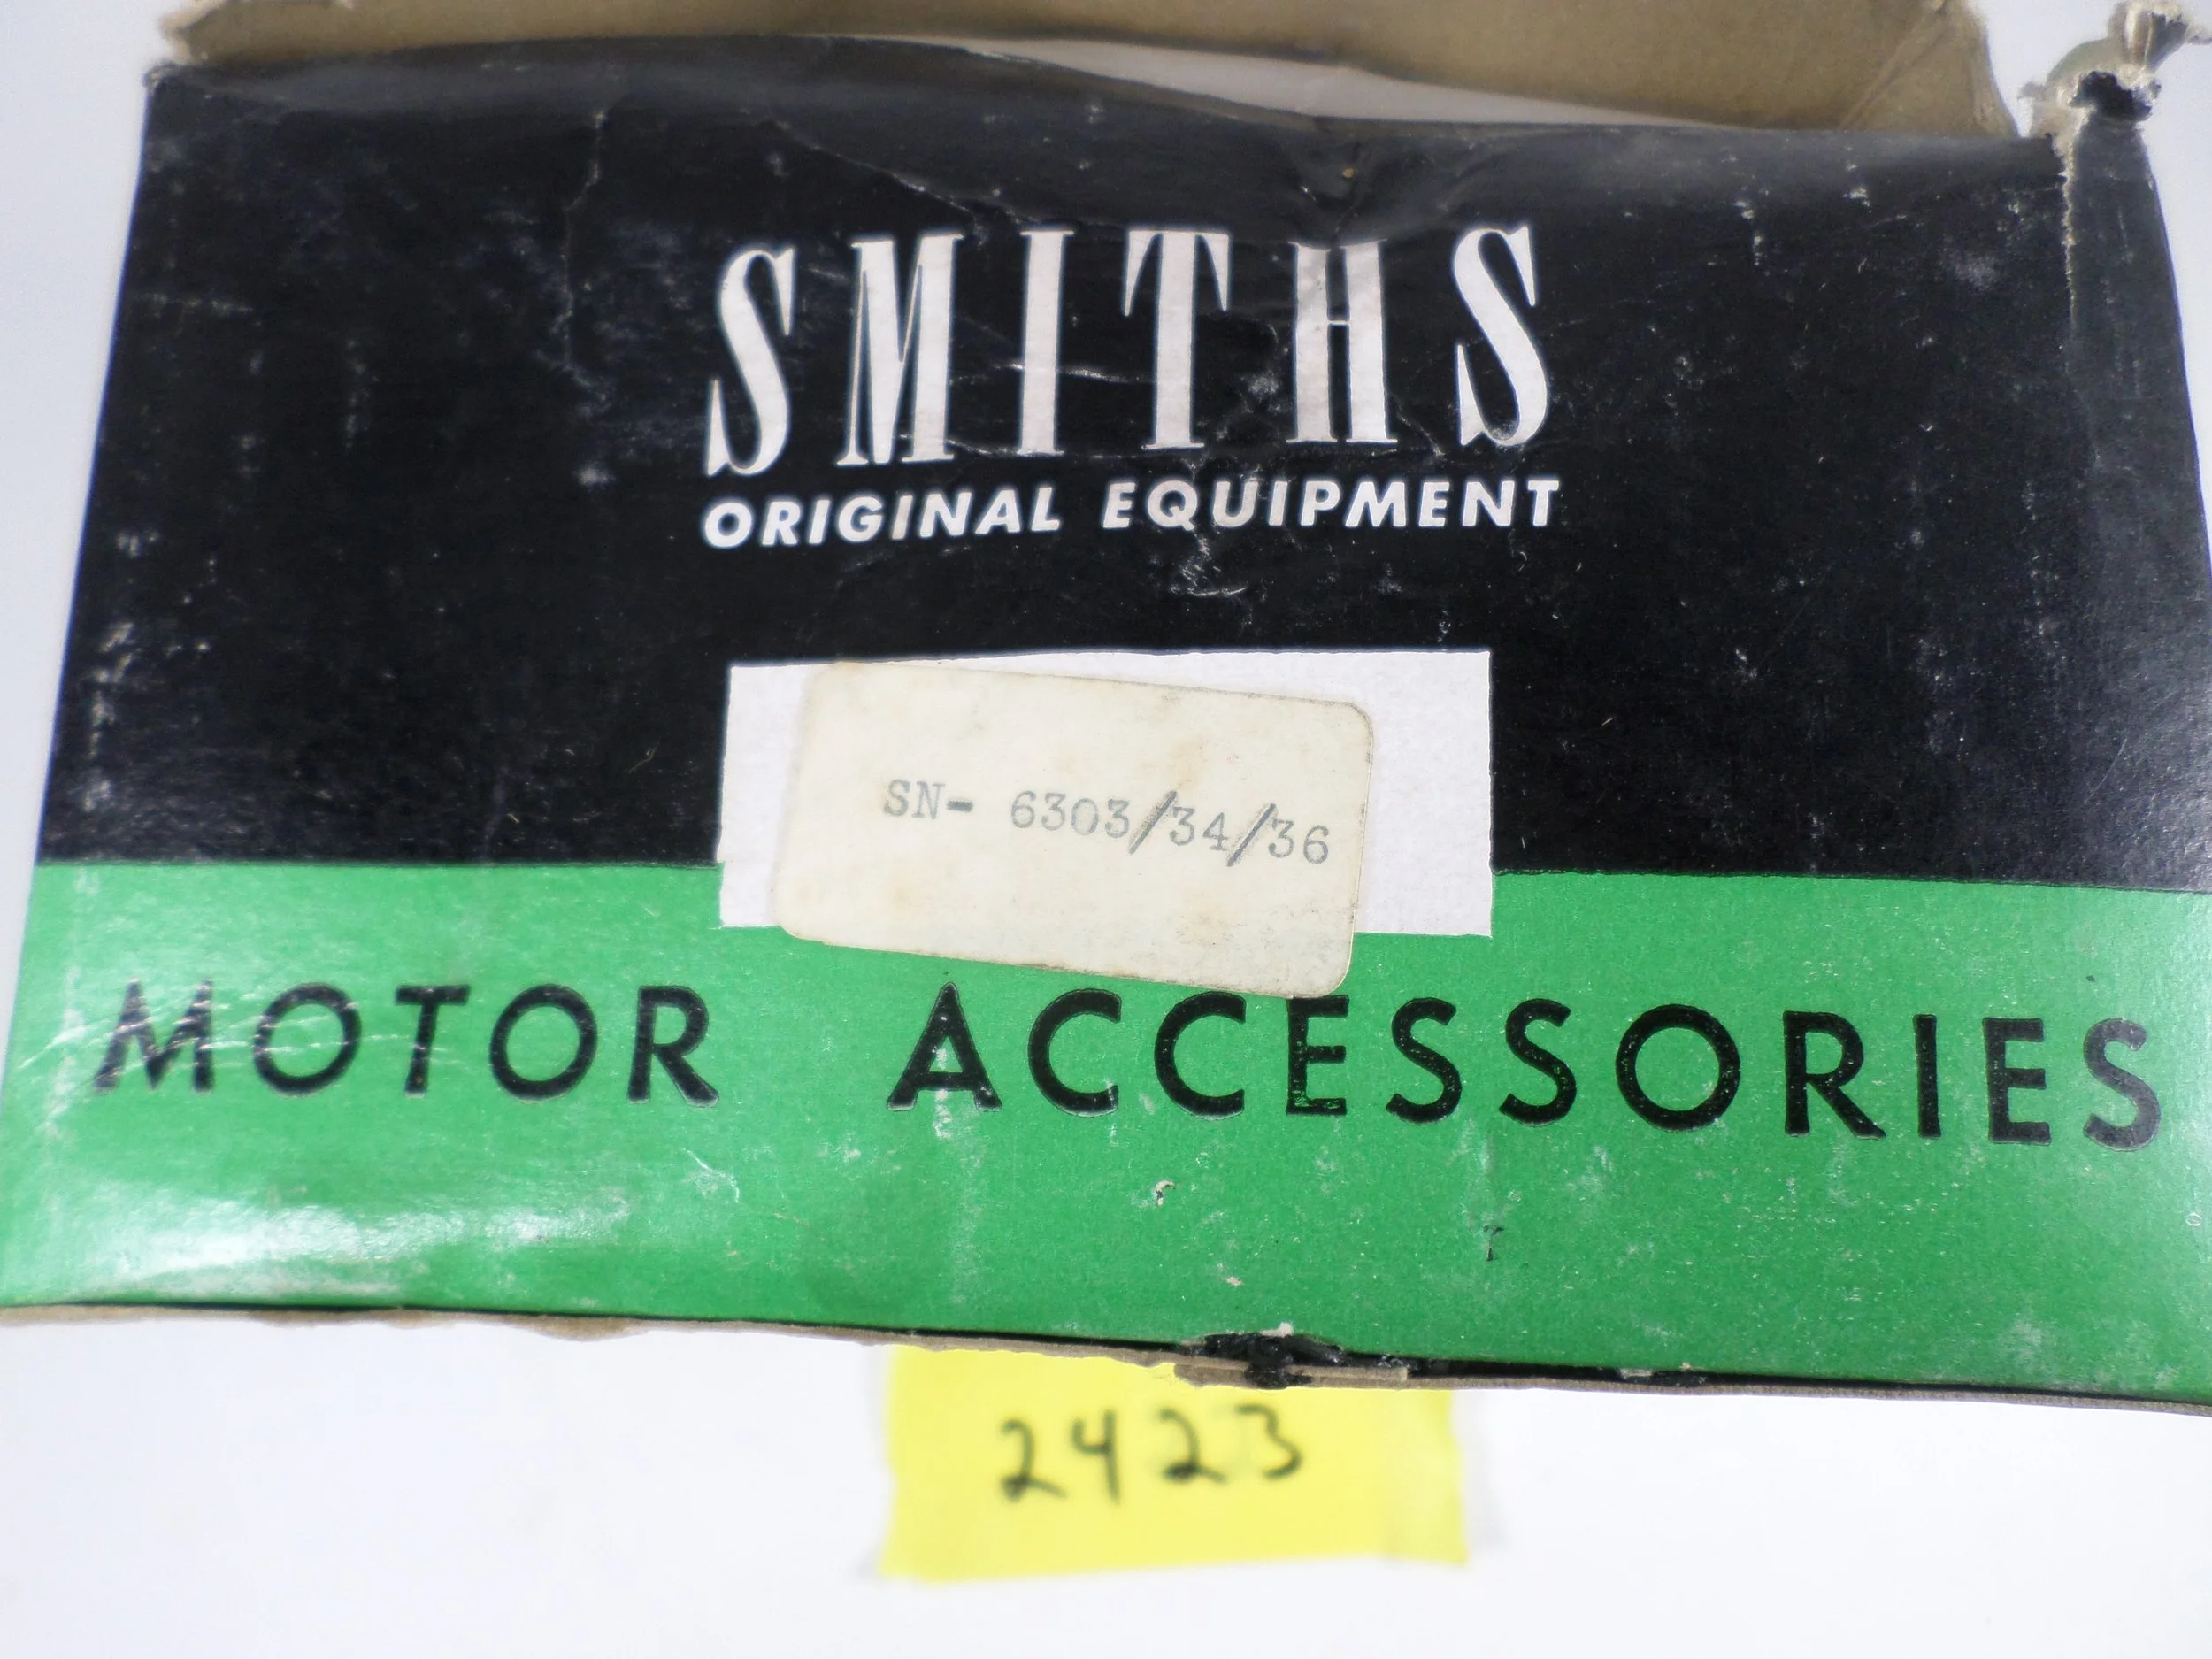 SMITHS
ORIGINAL EQUIPMENT
SN- 6303/34/36
MOTOR ACCESSORIES
2423